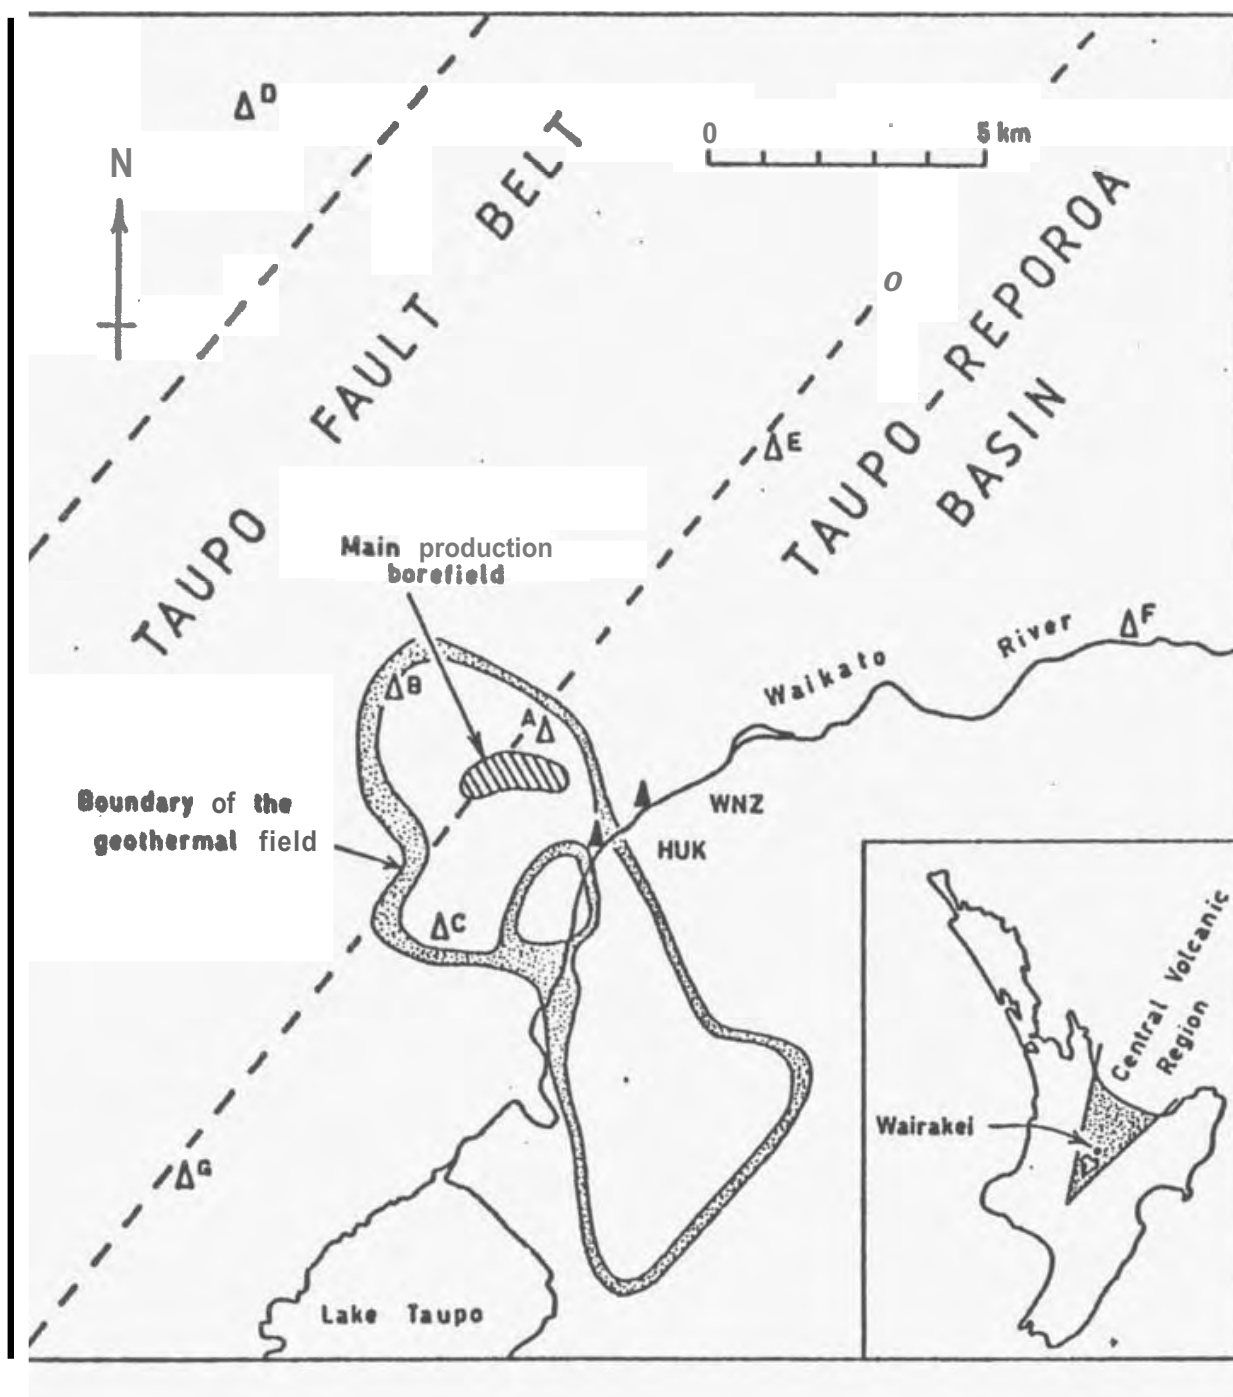 D
N
0 5 km
TAUPO FAULT BELT
O
TAUPO - REPOROA
BASIN
E
Main production
borefield
Waikato River
F
B
A
Boundary of the
geothermal field
WNZ
HUK
C
G
Lake Taupo
Central Volcanic
Region
Wairakei